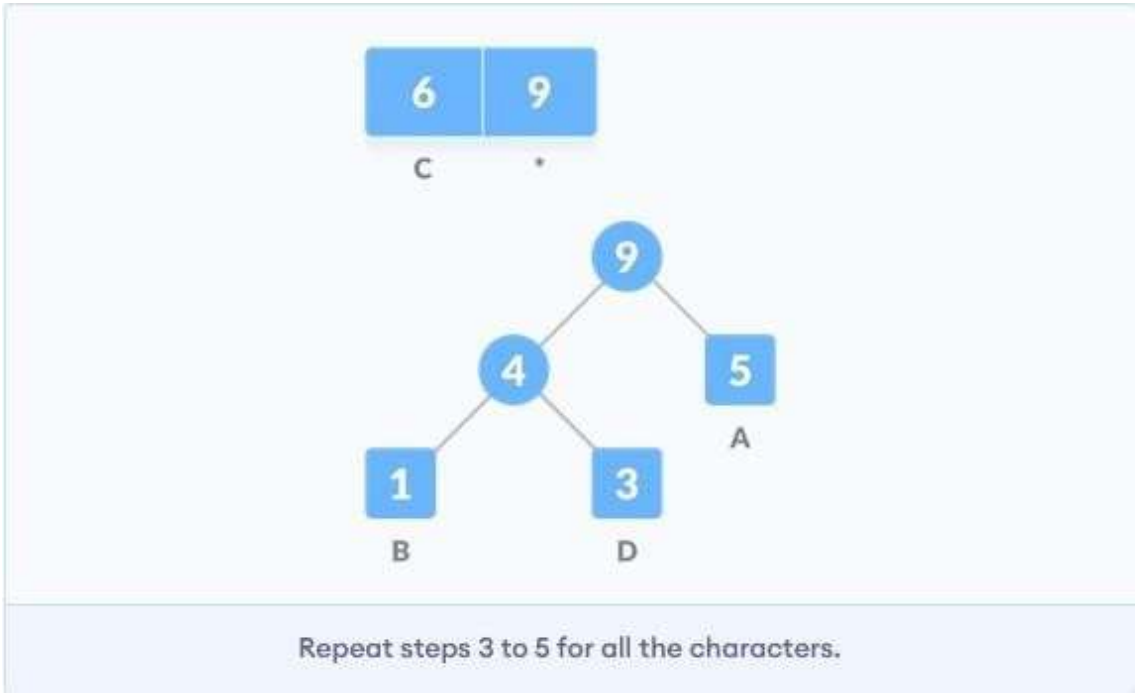 6 9
C *
9
4 5
A
1 3
B D
Repeat steps 3 to 5 for all the characters.